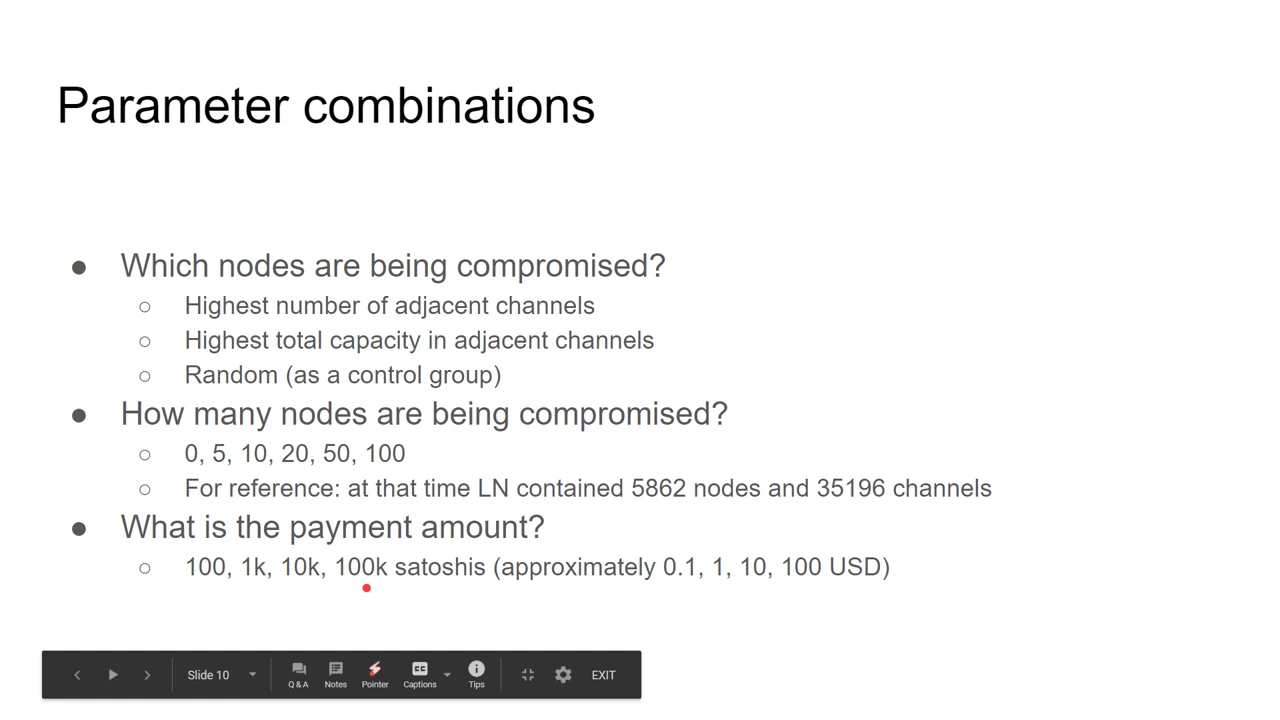 Parameter combinations
● Which nodes are being compromised?
○ Highest number of adjacent channels
○ Highest total capacity in adjacent channels
○ Random (as a control group)
● How many nodes are being compromised?
○ 0, 5, 10, 20, 50, 100
○ For reference: at that time LN contained 5862 nodes and 35196 channels
● What is the payment amount?
○ 100, 1k, 10k, 100k satoshis (approximately 0.1, 1, 10, 100 USD)
Slide 10 Q & A Notes Pointer CC Captions Tips EXIT